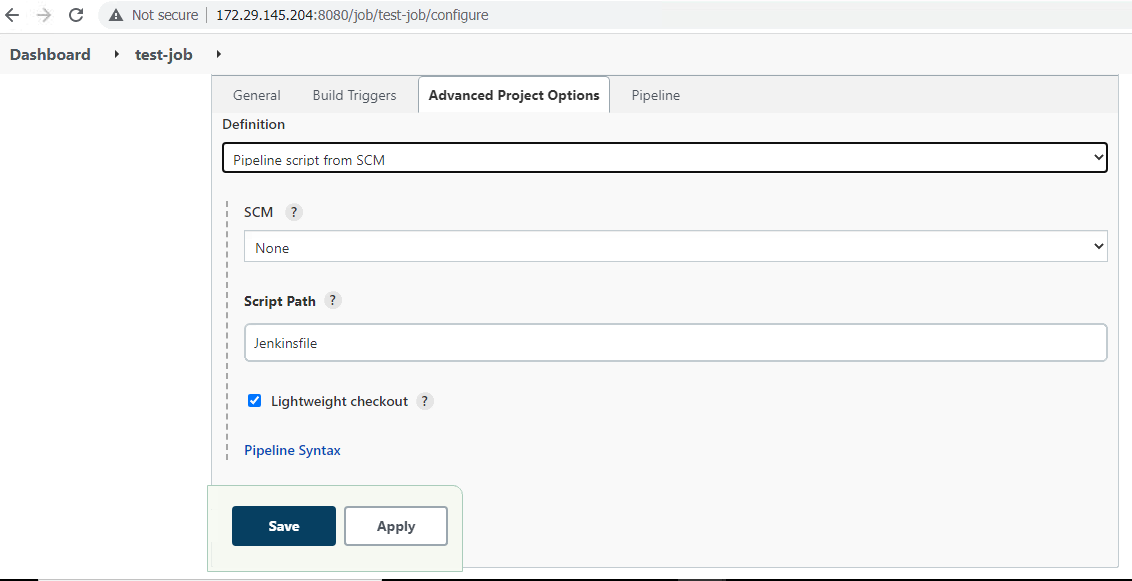 Not secure 172.29.145.204:8080/job/test-job/configure
Dashboard test-job
General Build Triggers Advanced Project Options Pipeline
Definition
Pipeline script from SCM
SCM ?
None
Script Path ?
Jenkinsfile
Lightweight checkout ?
Pipeline Syntax
Save Apply